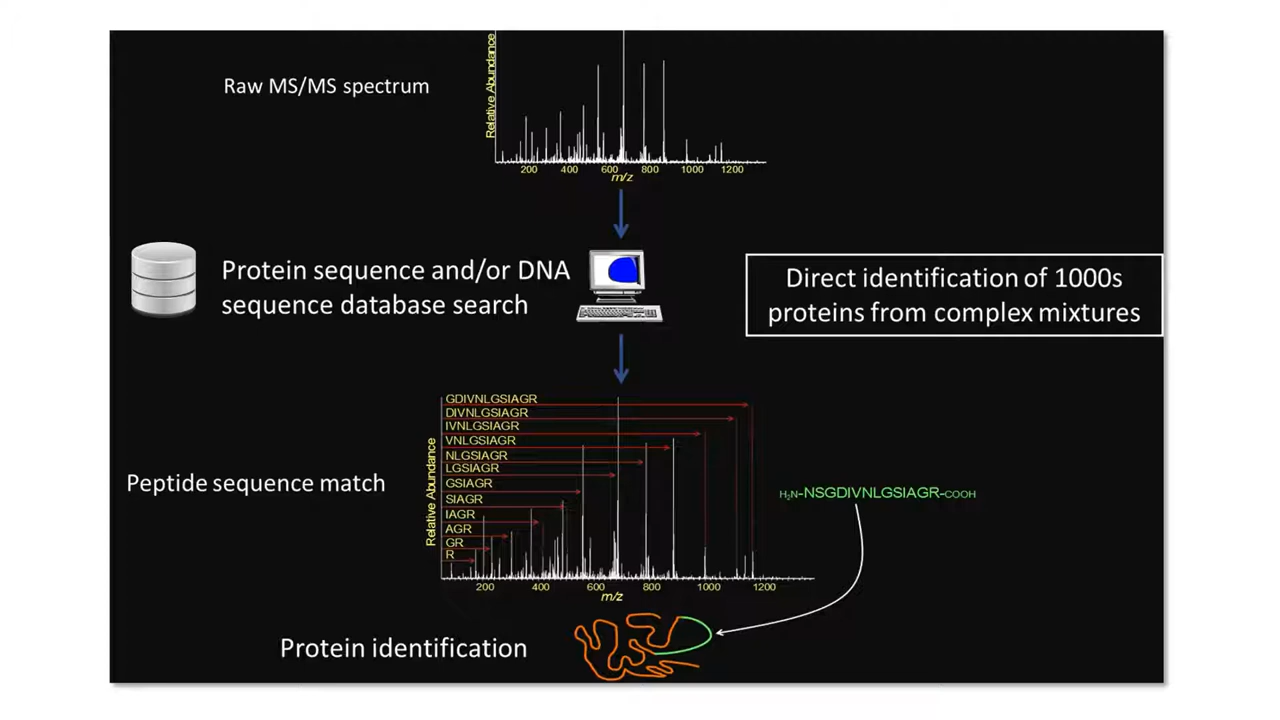 Raw MS/MS spectrum
Relative Abundance
200 400 600 800 1000 1200
m/z
Protein sequence and/or DNA
sequence database search
Direct identification of 1000s
proteins from complex mixtures
Peptide sequence match
Relative Abundance
GDIVNLGSIAGR
DIVNLGSIAGR
IVNLGSIAGR
VNLGSIAGR
NLGSIAGR
LGSIAGR
GSIAGR
SIAGR
IAGR
AGR
GR
R
200 400 600 800 1000 1200
m/z
H₂N-NSGDIVNLGSIAGR-COOH
Protein identification